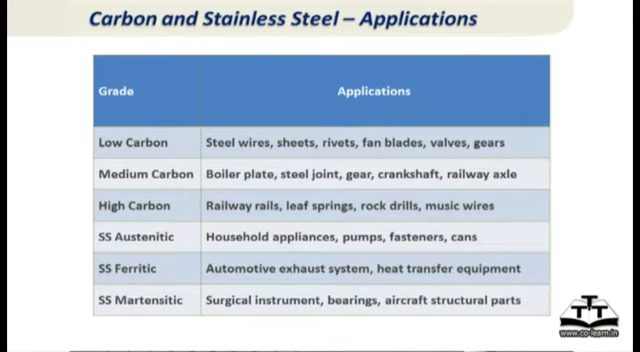 Carbon and Stainless Steel – Applications
Grade Applications
Low Carbon Steel wires, sheets, rivets, fan blades, valves, gears
Medium Carbon Boiler plate, steel joint, gear, crankshaft, railway axle
High Carbon Railway rails, leaf springs, rock drills, music wires
SS Austenitic Household appliances, pumps, fasteners, cans
SS Ferritic Automotive exhaust system, heat transfer equipment
SS Martensitic Surgical instrument, bearings, aircraft structural parts
TTT
www.co-learn.in